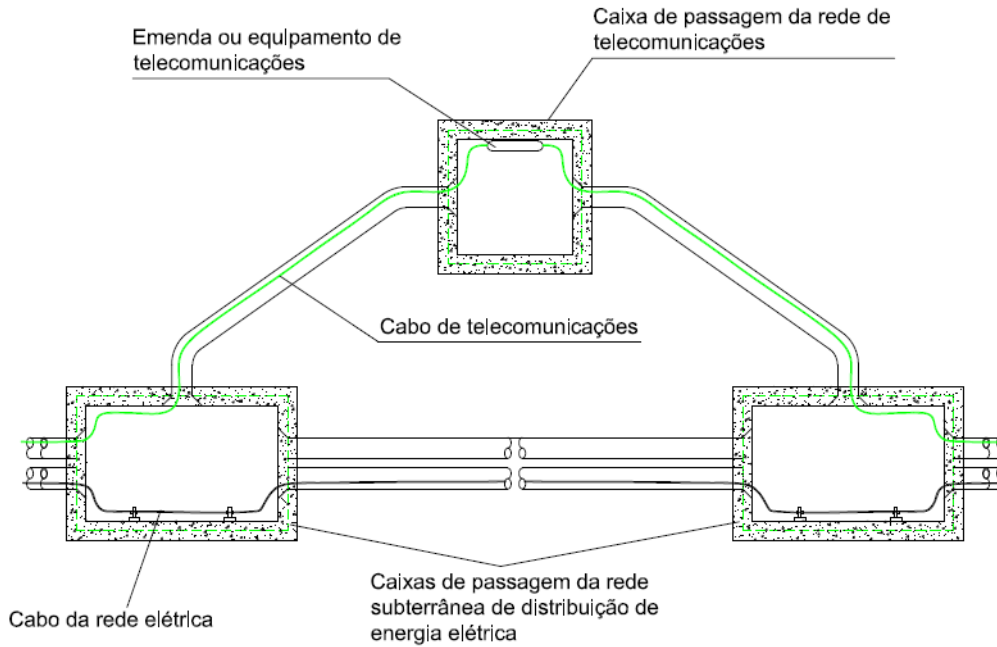 Emenda ou equipamento de
telecomunicações
Caixa de passagem da rede de
telecomunicações
Cabo de telecomunicações
Cabo da rede elétrica
Caixas de passagem da rede
subterrânea de distribuição de
energia elétrica